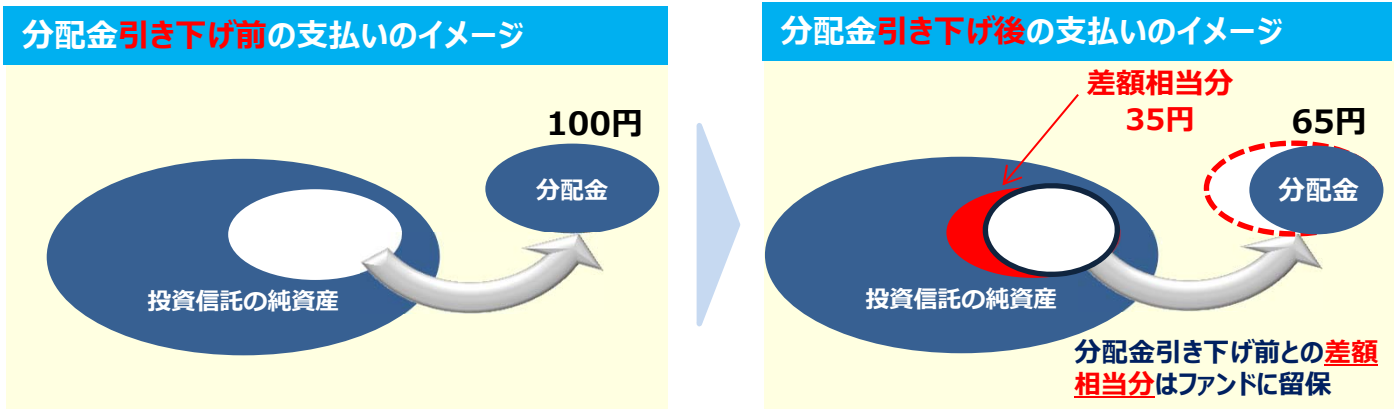 分配金引き下げ前の支払いのイメージ
100円
分配金
投資信託の純資産
分配金引き下げ後の支払いのイメージ
差額相当分
35円
65円
分配金
投資信託の純資産
分配金引き下げ前との差額
相当分はファンドに留保